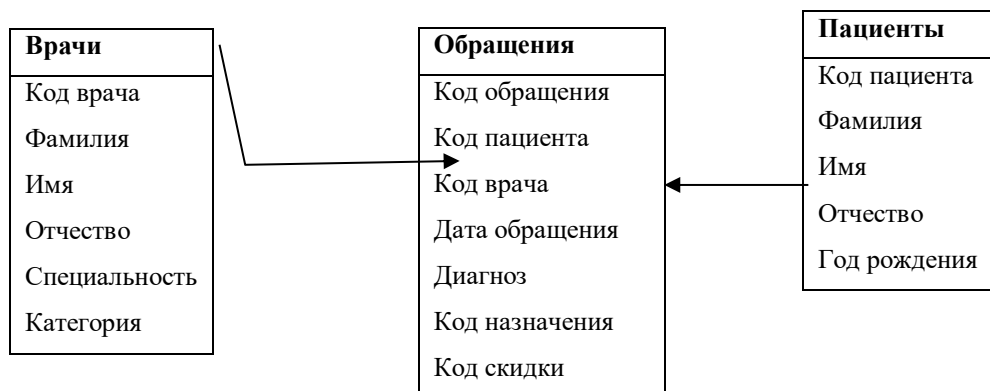 Врачи
Код врача
Фамилия
Имя
Отчество
Специальность
Категория
Обращения
Код обращения
Код пациента
Код врача
Дата обращения
Диагноз
Код назначения
Код скидки
Пациенты
Код пациента
Фамилия
Имя
Отчество
Год рождения